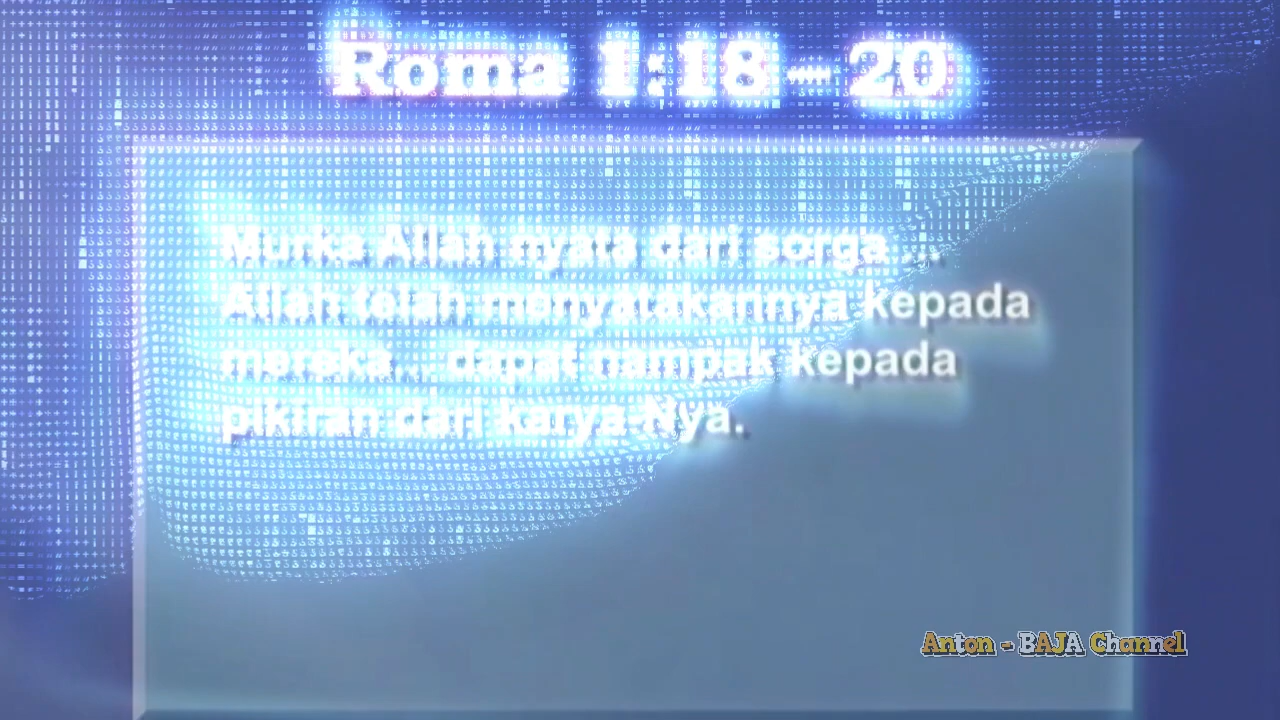 Roma 1:18 – 20
Murka Allah nyata dari sorga ...
Allah telah menyatakannya kepada
mereka... dapat nampak kepada
pikiran dari karya-Nya.
Anton - BAJA Channel